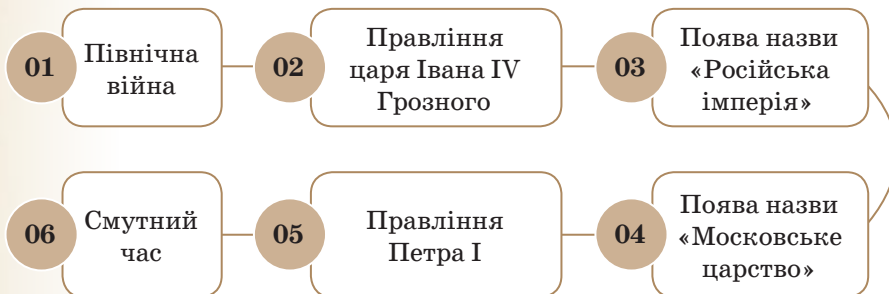 01
Північна
війна
02
Правління
царя Івана IV
Грозного
03
Поява назви
«Російська
імперія»
06
Смутний
час
05
Правління
Петра І
04
Поява назви
«Московське
царство»